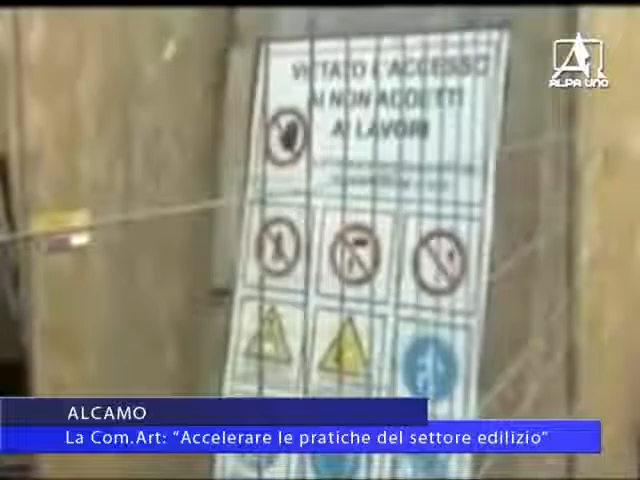 ALPA UNO
VIETATO L'ACCESSO
AI NON ADDETTI
AI LAVORI
ALCAMO
La Com.Art: “Accelerare le pratiche del settore edilizio”